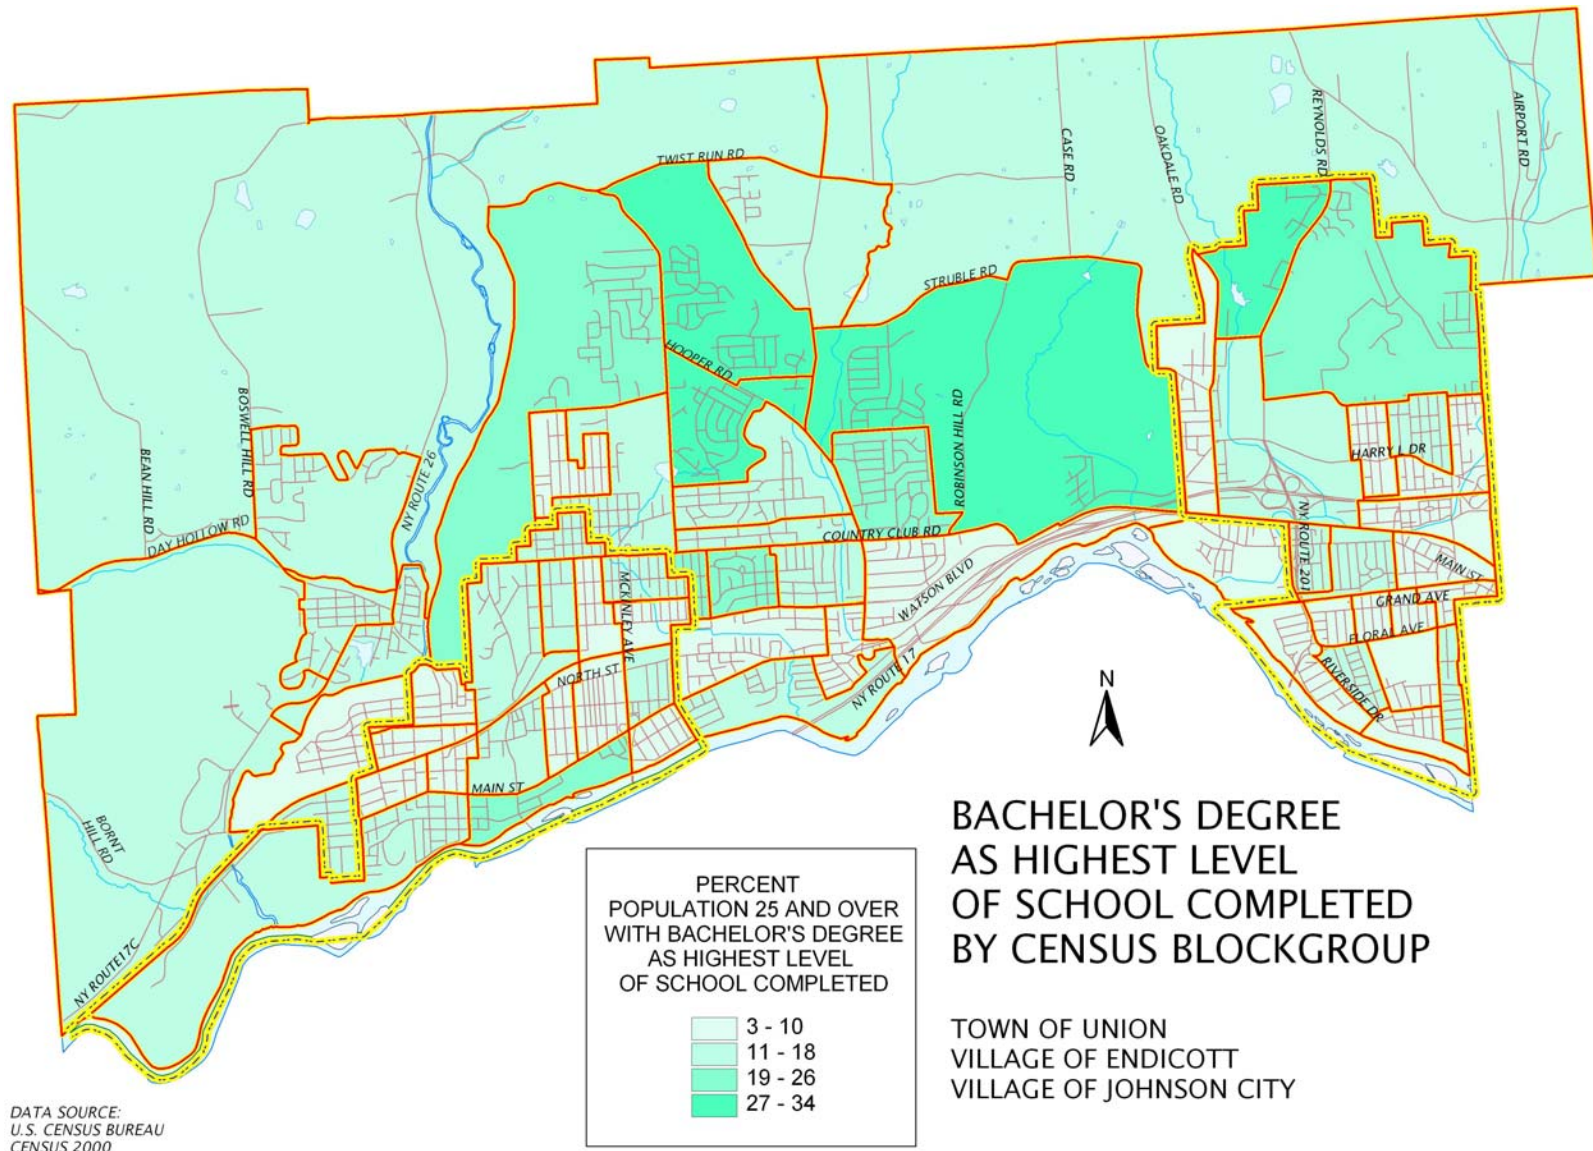 TWIST RUN RD
CASE RD
OAKDALE RD
REYNOLDS RD
AIRPORT RD
STRUBLE RD
HOOPER RD
BOSWELL HILL RD
BEAN HILL RD
NY ROUTE 26
ROBINSON HILL RD
HARRY L DR
DAY HOLLOW RD
COUNTRY CLUB RD
NY ROUTE 201
MAIN ST
MCKINLEY AVE
WATSON BLVD
GRAND AVE
FLORAL AVE
NORTH ST
NY ROUTE 17
RIVERSIDE DR
N
MAIN ST
BORNT
HILL RD
NY ROUTE17C
BACHELOR'S DEGREE
AS HIGHEST LEVEL
OF SCHOOL COMPLETED
BY CENSUS BLOCKGROUP
TOWN OF UNION
VILLAGE OF ENDICOTT
VILLAGE OF JOHNSON CITY
PERCENT
POPULATION 25 AND OVER
WITH BACHELOR'S DEGREE
AS HIGHEST LEVEL
OF SCHOOL COMPLETED
3 - 10
11 - 18
19 - 26
27 - 34
DATA SOURCE:
U.S. CENSUS BUREAU
CENSUS 2000